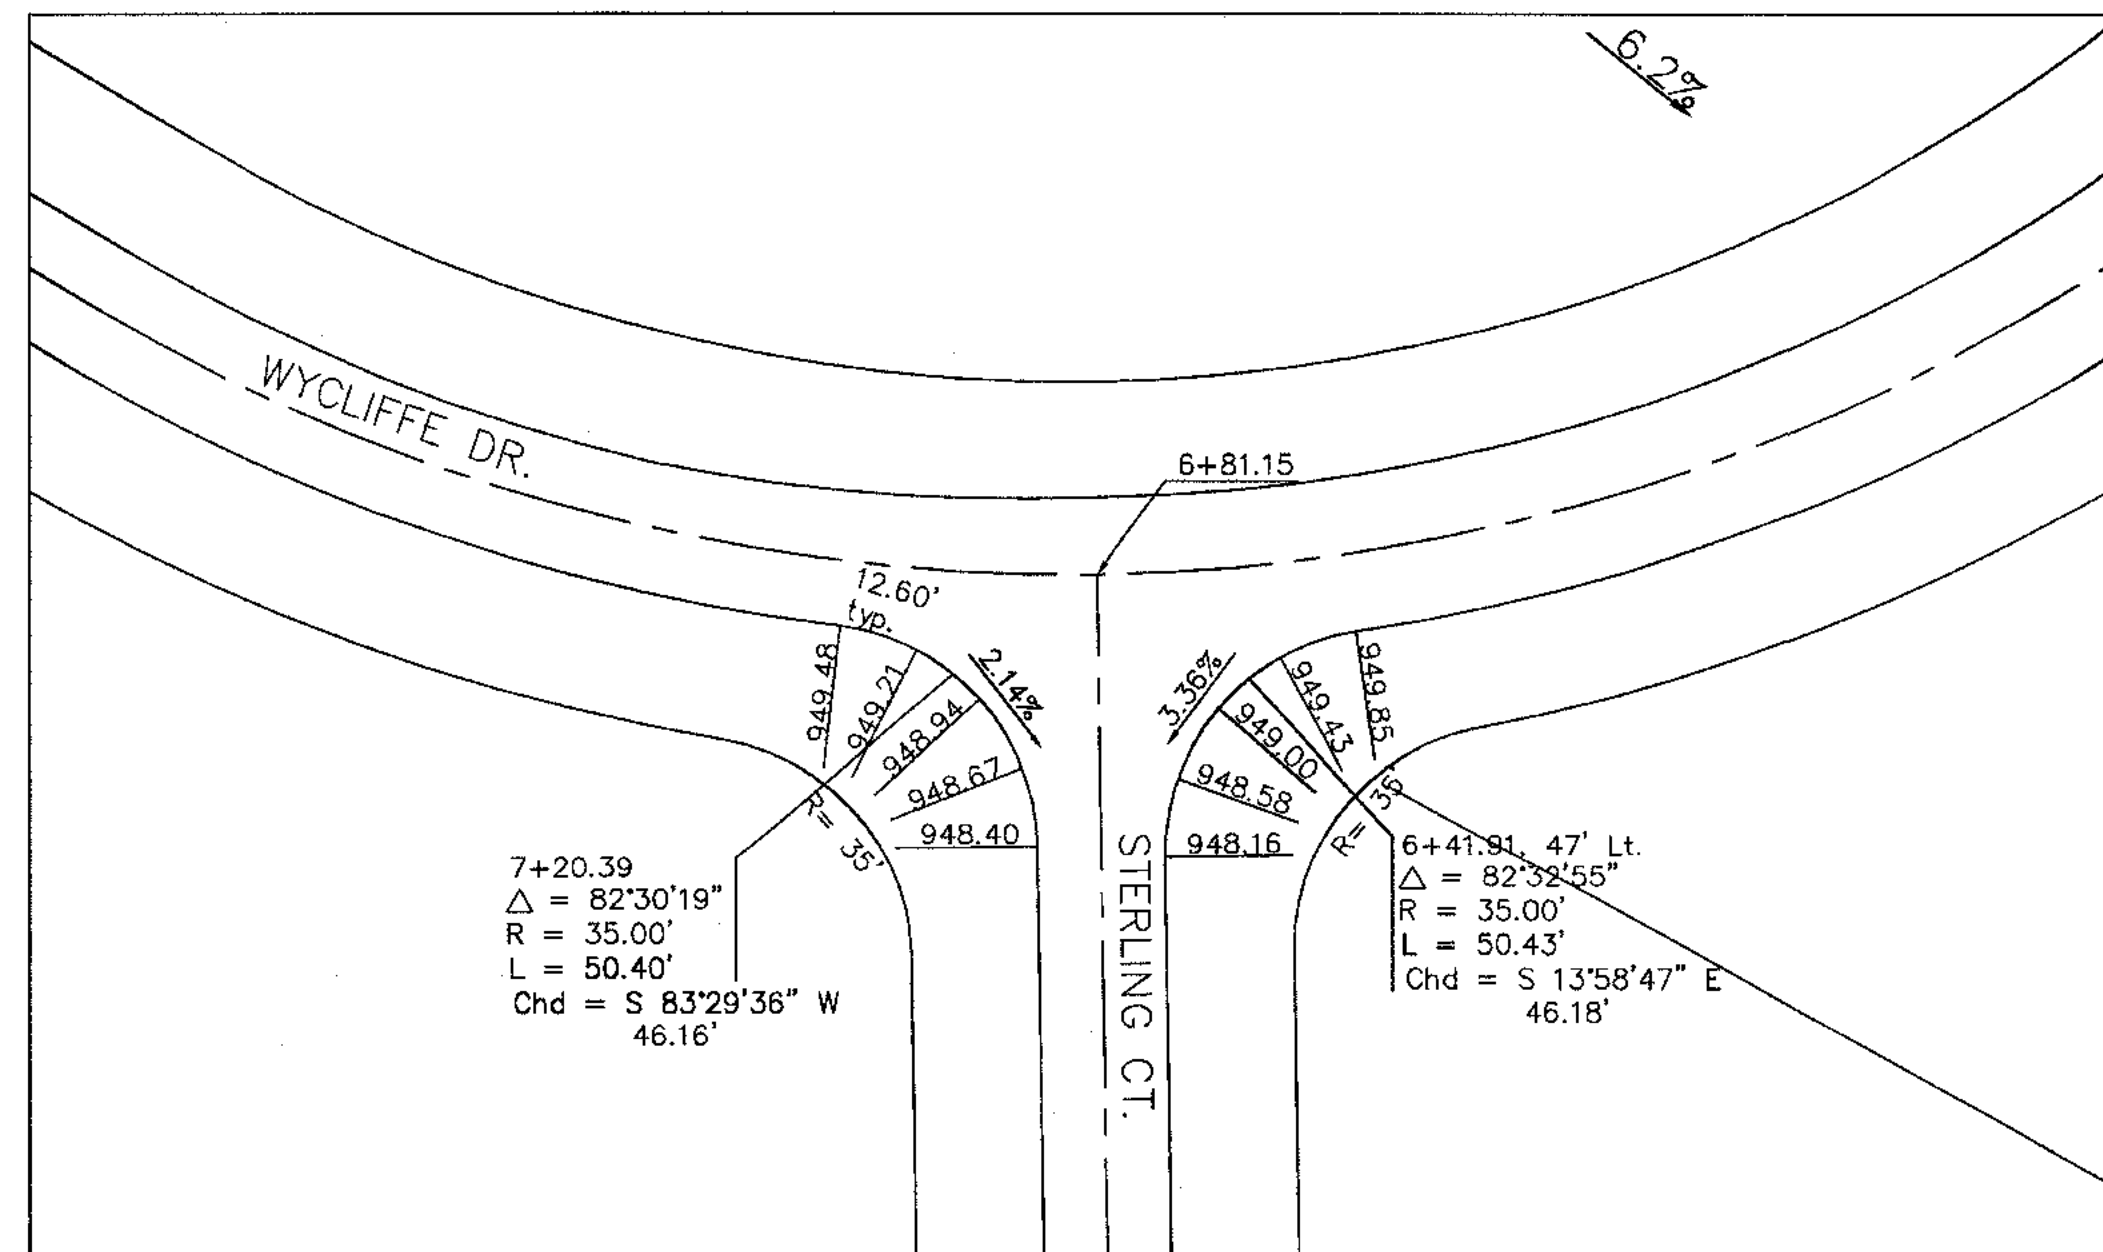 6.2%
WYCLIFFE DR.
6+81.15
12.60'
typ.
949.48
949.21
948.94
948.67
948.40
2.14%
3.36%
949.85
949.43
949.00
948.58
948.16
R= 35'
R= 35'
STERLING CT.
7+20.39
△ = 82°30'19"
R = 35.00'
L = 50.40'
Chd = S 83°29'36" W
46.16'
6+41.91, 47' Lt.
△ = 82°32'55"
R = 35.00'
L = 50.43'
Chd = S 13°58'47" E
46.18'